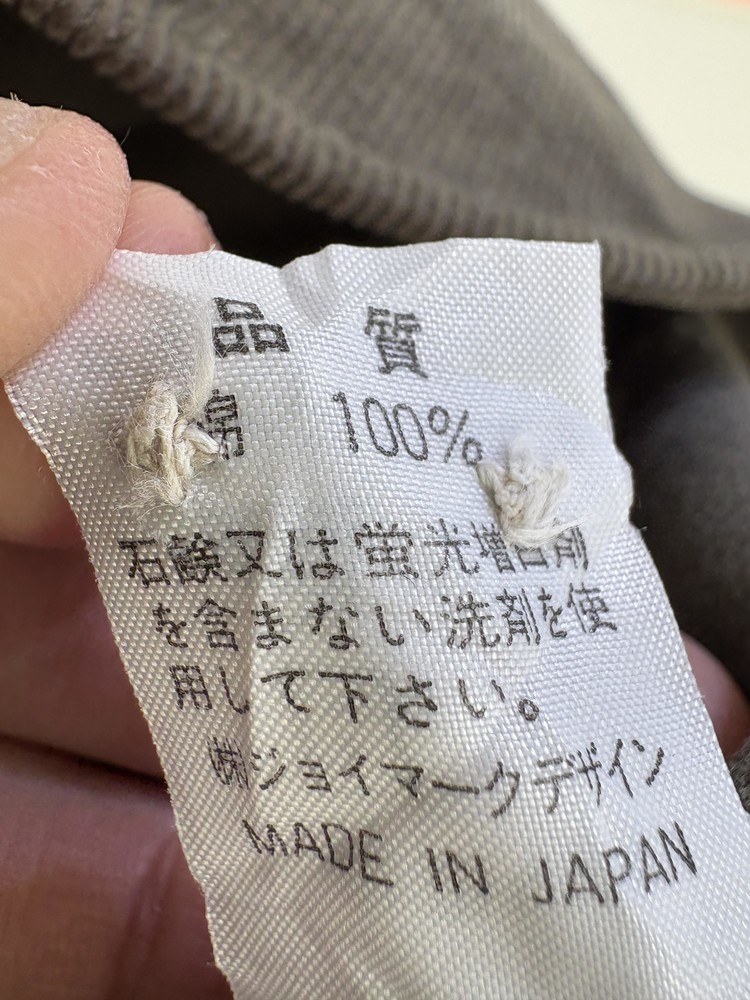 品 質
綿 100%
石鹸又は蛍光増白剤
を含まない洗剤を使
用して下さい。
㈱ジョイマークデザイン
MADE IN JAPAN